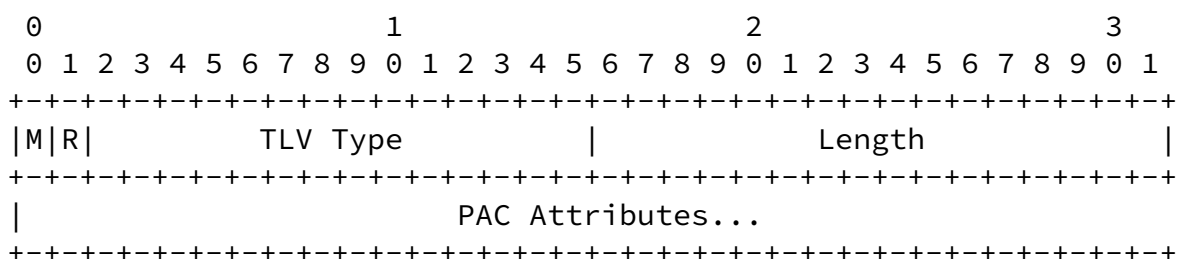 0                   1                   2                   3
 0 1 2 3 4 5 6 7 8 9 0 1 2 3 4 5 6 7 8 9 0 1 2 3 4 5 6 7 8 9 0 1
+-+-+-+-+-+-+-+-+-+-+-+-+-+-+-+-+-+-+-+-+-+-+-+-+-+-+-+-+-+-+-+-+
|M|R|         TLV Type          |            Length             |
+-+-+-+-+-+-+-+-+-+-+-+-+-+-+-+-+-+-+-+-+-+-+-+-+-+-+-+-+-+-+-+-+
|                        PAC Attributes...
+-+-+-+-+-+-+-+-+-+-+-+-+-+-+-+-+-+-+-+-+-+-+-+-+-+-+-+-+-+-+-+-+